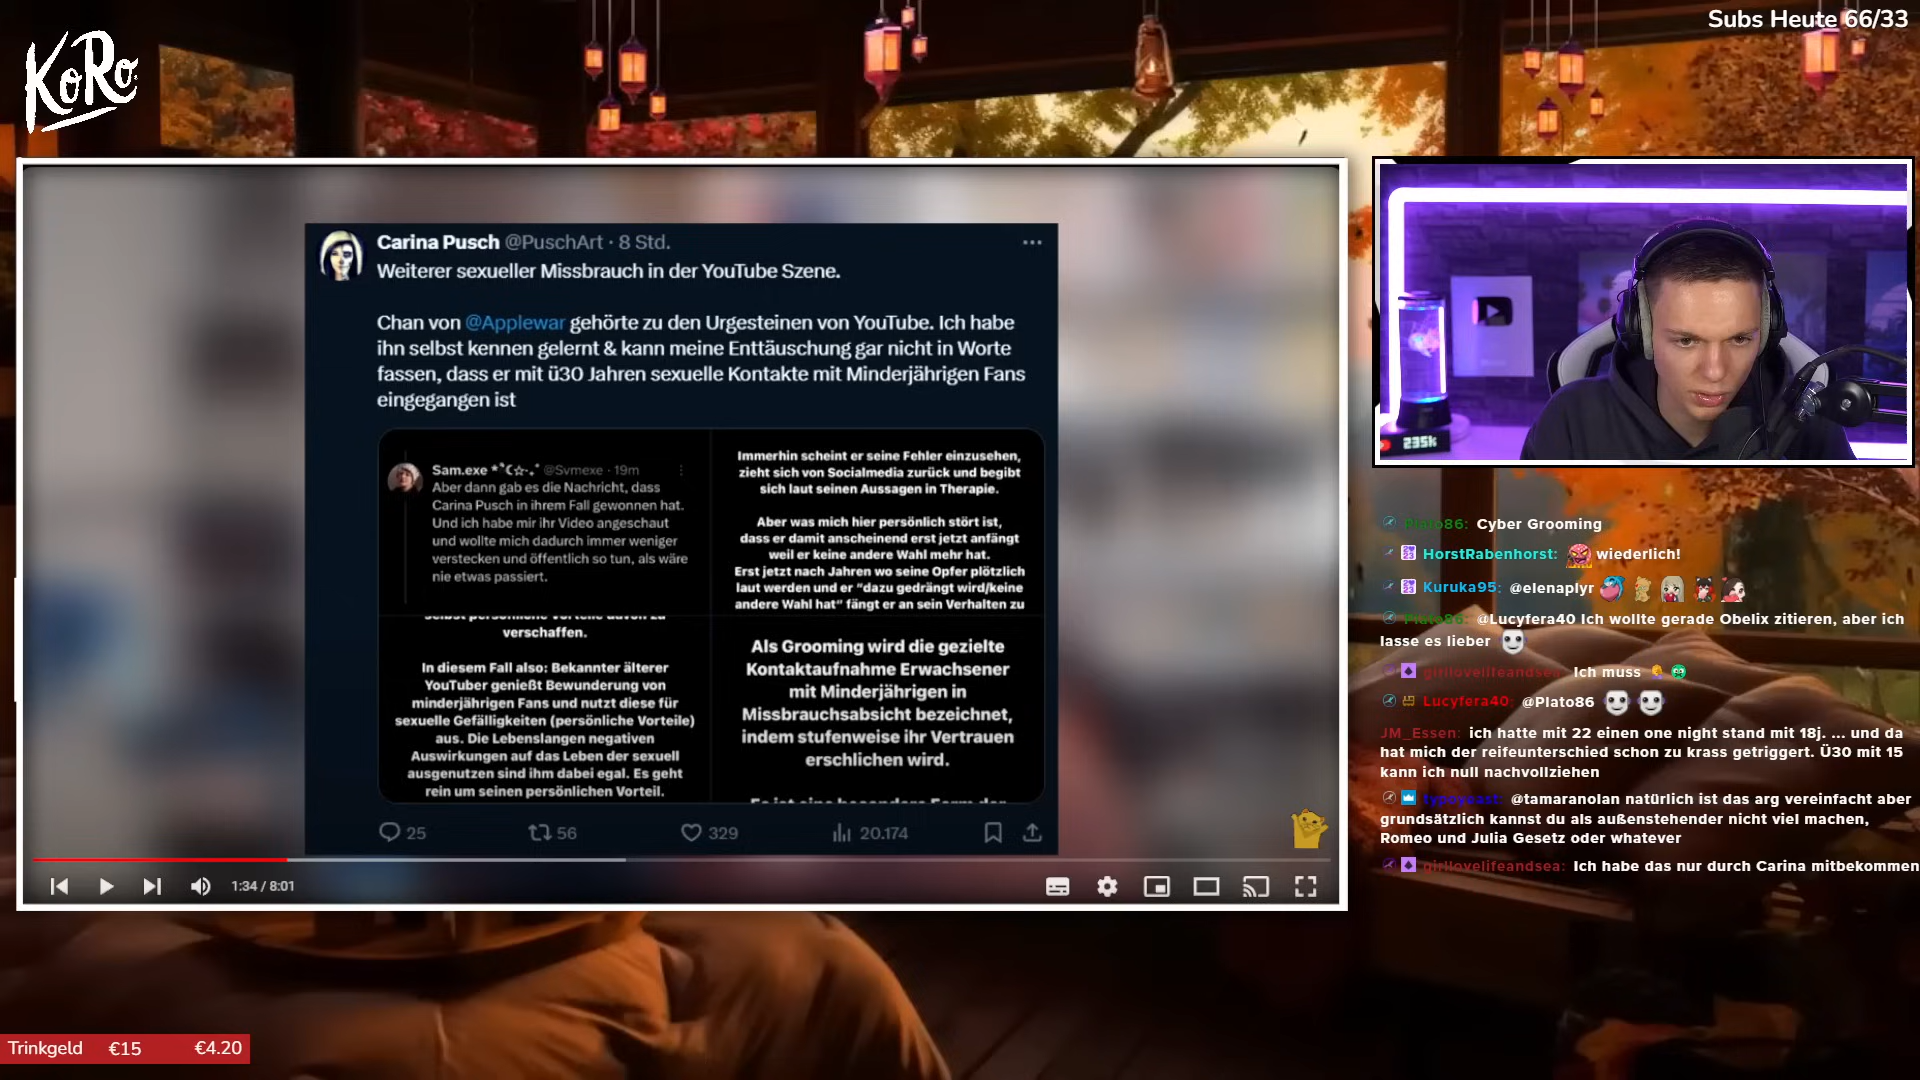 Subs Heute 66/33
KoRo
Carina Pusch @PuschArt · 8 Std.
Weiterer sexueller Missbrauch in der YouTube Szene.
Chan von @Applewar gehörte zu den Urgesteinen von YouTube. Ich habe
ihn selbst kennen gelernt & kann meine Enttäuschung gar nicht in Worte
fassen, dass er mit ü30 Jahren sexuelle Kontakte mit Minderjährigen Fans
eingegangen ist
Sam.exe @Svmexe · 19m
Aber dann gab es die Nachricht, dass
Carina Pusch in ihrem Fall gewonnen hat.
Und ich habe mir ihr Video angeschaut
und wollte mich dadurch immer weniger
verstecken und öffentlich so tun, als wäre
nie etwas passiert.
Immerhin scheint er seine Fehler einzusehen,
zieht sich von Socialmedia zurück und begibt
sich laut seinen Aussagen in Therapie.
Aber was mich hier persönlich stört ist,
dass er damit anscheinend erst jetzt anfängt
weil er keine andere Wahl mehr hat.
Erst jetzt nach Jahren wo seine Opfer plötzlich
laut werden und er "dazu gedrängt wird/keine
andere Wahl hat" fängt er an sein Verhalten zu
selbst persönliche Vorteile davon zu
verschaffen.
In diesem Fall also: Bekannter älterer
YouTuber genießt Bewunderung von
minderjährigen Fans und nutzt diese für
sexuelle Gefälligkeiten (persönliche Vorteile)
aus. Die Lebenslangen negativen
Auswirkungen auf das Leben der sexuell
ausgenutzen sind ihm dabei egal. Es geht
rein um seinen persönlichen Vorteil.
Als Grooming wird die gezielte
Kontaktaufnahme Erwachsener
mit Minderjährigen in
Missbrauchsabsicht bezeichnet,
indem stufenweise ihr Vertrauen
erschlichen wird.
Es ist eine besondere Form der
25 56 329 20.174
1:34 / 8:01
235k
Plato86: Cyber Grooming
HorstRabenhorst: wiederlich!
Kuruka95: @elenaplyr
Plato86: @Lucyfera40 Ich wollte gerade Obelix zitieren, aber ich
lasse es lieber
girllovelifeandsea: Ich muss
Lucyfera40: @Plato86
JM_Essen: ich hatte mit 22 einen one night stand mit 18j. ... und da
hat mich der reifeunterschied schon zu krass getriggert. Ü30 mit 15
kann ich null nachvollziehen
@tamaranolan natürlich ist das arg vereinfacht aber
grundsätzlich kannst du als außenstehender nicht viel machen,
Romeo und Julia Gesetz oder whatever
girllovelifeandsea: Ich habe das nur durch Carina mitbekommen
Trinkgeld €15 €4.20